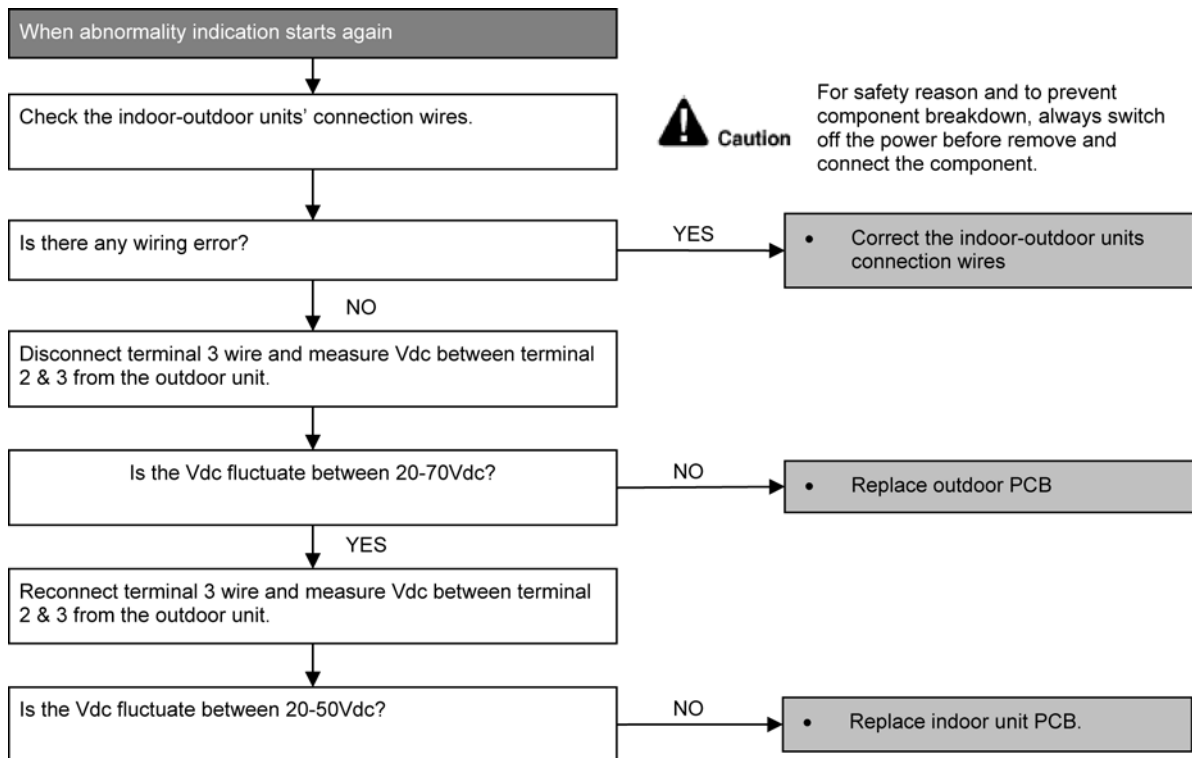 When abnormality indication starts again
Check the indoor-outdoor units' connection wires.
Caution
For safety reason and to prevent
component breakdown, always switch
off the power before remove and
connect the component.
Is there any wiring error?
YES
• Correct the indoor-outdoor units
connection wires
NO
Disconnect terminal 3 wire and measure Vdc between terminal
2 & 3 from the outdoor unit.
Is the Vdc fluctuate between 20-70Vdc?
NO
• Replace outdoor PCB
YES
Reconnect terminal 3 wire and measure Vdc between terminal
2 & 3 from the outdoor unit.
Is the Vdc fluctuate between 20-50Vdc?
NO
• Replace indoor unit PCB.